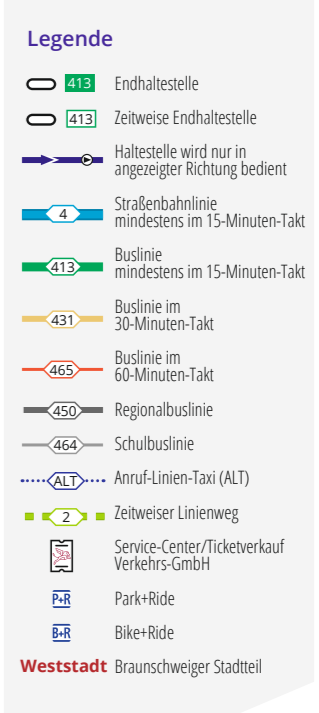 Legende
413 Endhaltestelle
413 Zeitweise Endhaltestelle
Haltestelle wird nur in
angezeigter Richtung bedient
4 Straßenbahnlinie
mindestens im 15-Minuten-Takt
413 Buslinie
mindestens im 15-Minuten-Takt
431 Buslinie im
30-Minuten-Takt
465 Buslinie im
60-Minuten-Takt
450 Regionalbuslinie
464 Schulbuslinie
ALT Anruf-Linien-Taxi (ALT)
2 Zeitweiser Linienweg
Service-Center/Ticketverkauf
Verkehrs-GmbH
P+R Park+Ride
B+R Bike+Ride
Weststadt Braunschweiger Stadtteil